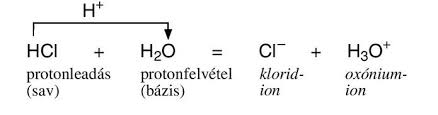 H⁺
HCl + H₂O = Cl⁻ + H₃O⁺
protonleadás protonfelvétel klorid- oxónium-
(sav) (bázis) ion ion